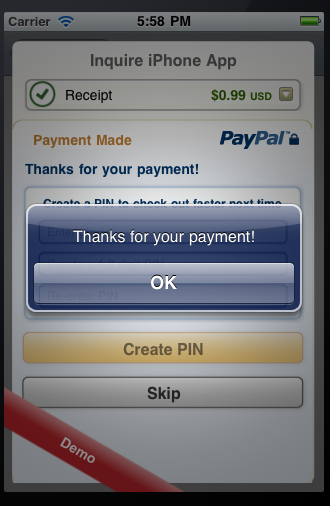 Carrier 5:58 PM
Inquire iPhone App
Receipt $0.99 USD
Payment Made PayPal™
Thanks for your payment!
Create a PIN to check out faster next time
Thanks for your payment!
OK
Create PIN
Skip
Demo